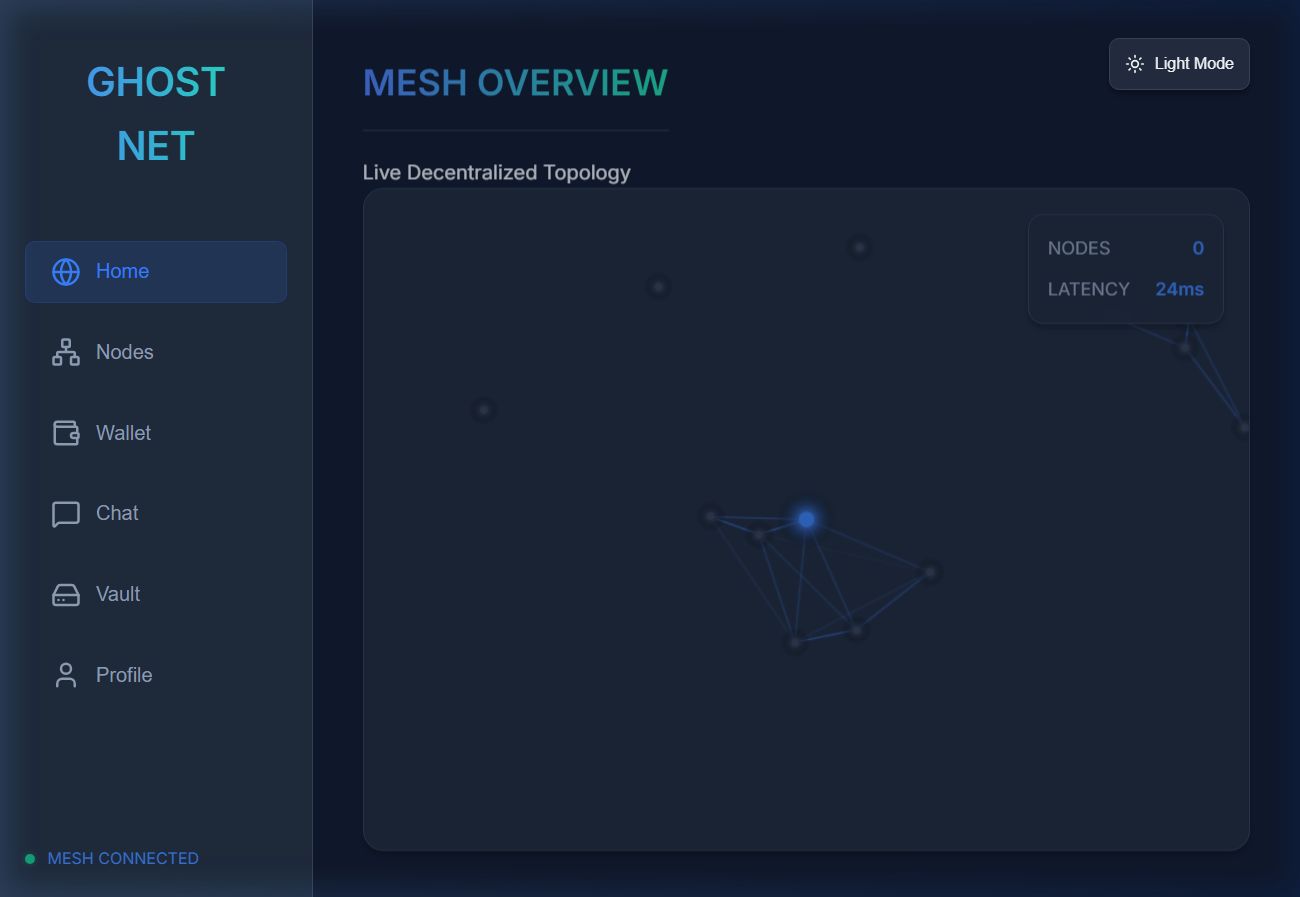 GHOST
NET
Home
Nodes
Wallet
Chat
Vault
Profile
MESH CONNECTED
MESH OVERVIEW
Light Mode
Live Decentralized Topology
NODES 0
LATENCY 24ms